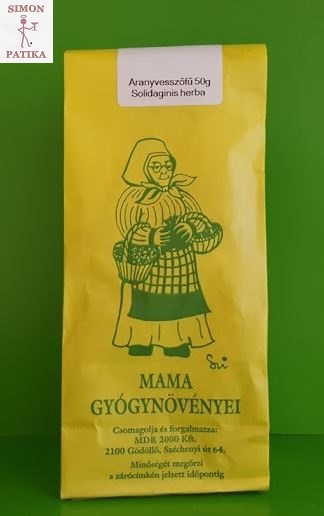 SIMON
PATIKA
Aranyvesszőfű 50g
Solidaginis herba
MAMA
GYÓGYNÖVÉNYEI
Csomagolja és forgalmazza:
MDR 2000 Kft.
2100 Gödöllő, Széchenyi út 64.
Minőségét megőrzi
a zárócímkén jelzett időpontig